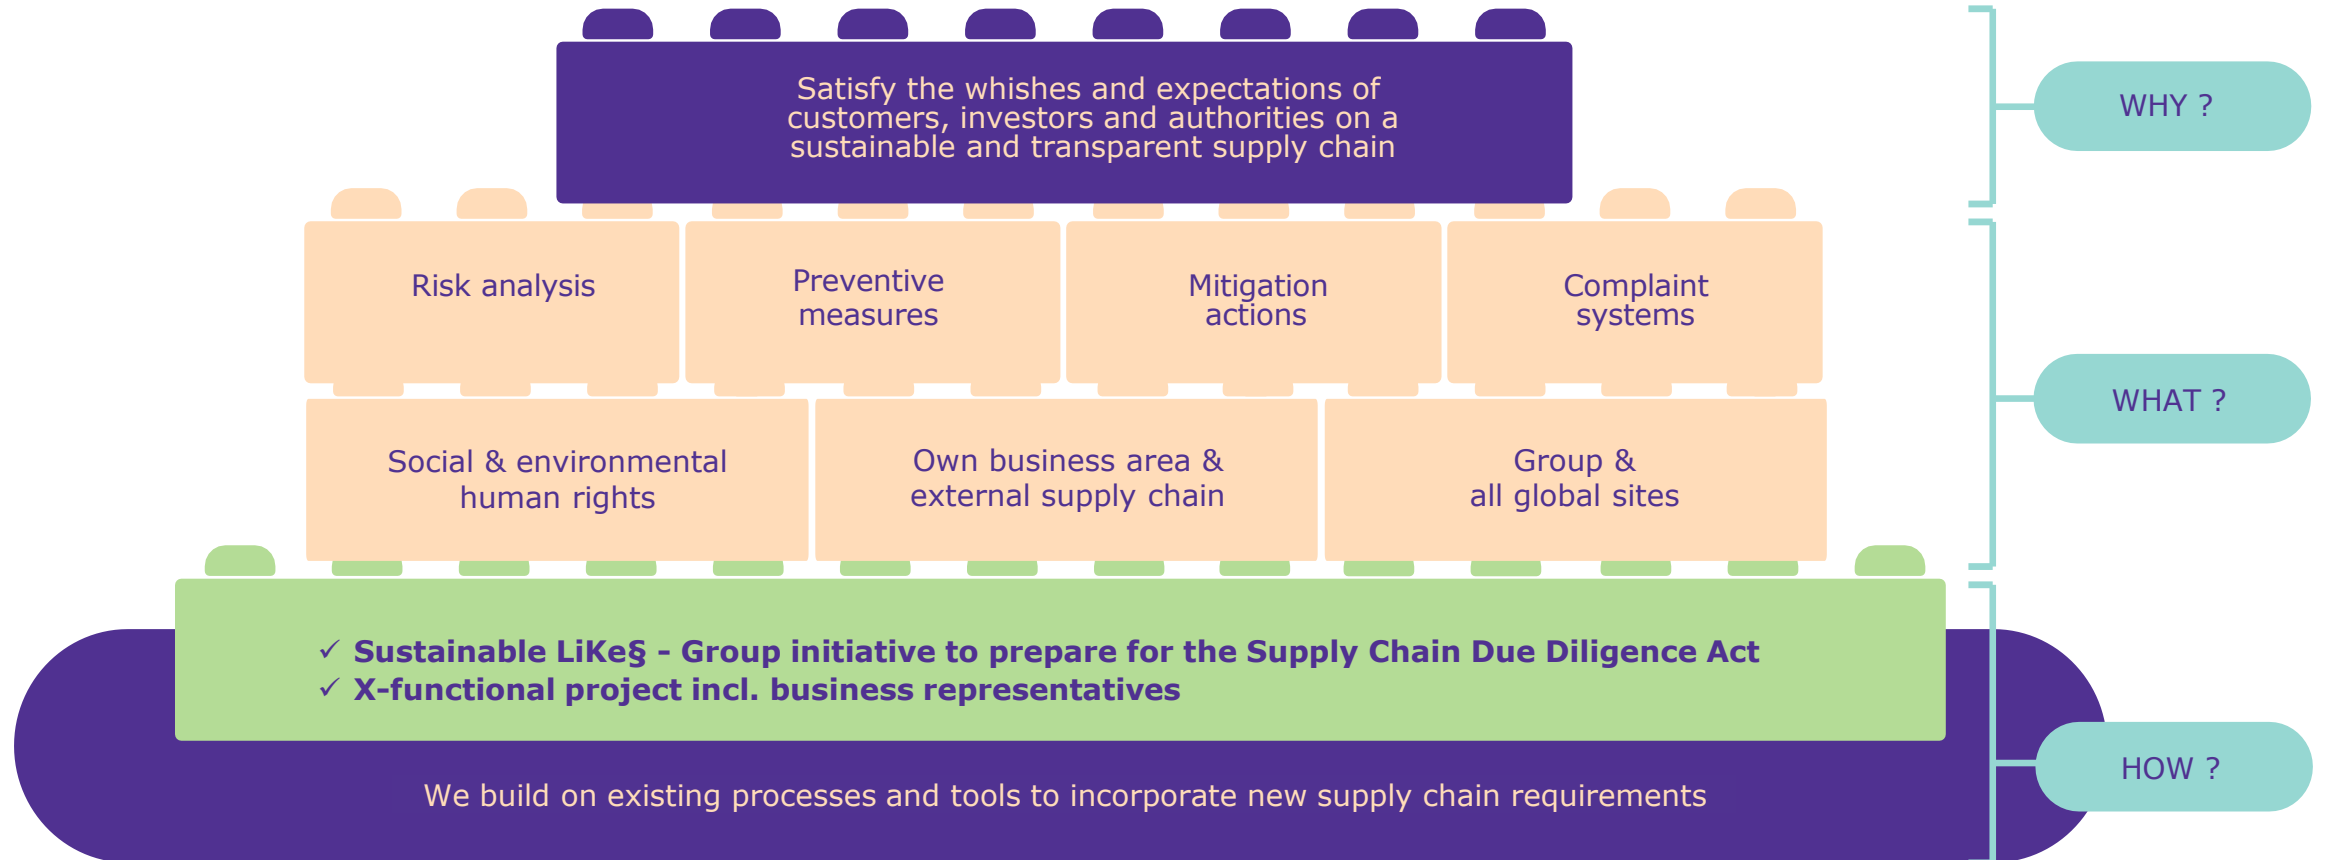 Satisfy the whishes and expectations of
customers, investors and authorities on a
sustainable and transparent supply chain
WHY ?
Risk analysis
Preventive
measures
Mitigation
actions
Complaint
systems
WHAT ?
Social & environmental
human rights
Own business area &
external supply chain
Group &
all global sites
✓ Sustainable LiKe§ – Group initiative to prepare for the Supply Chain Due Diligence Act
✓ X-functional project incl. business representatives
HOW ?
We build on existing processes and tools to incorporate new supply chain requirements